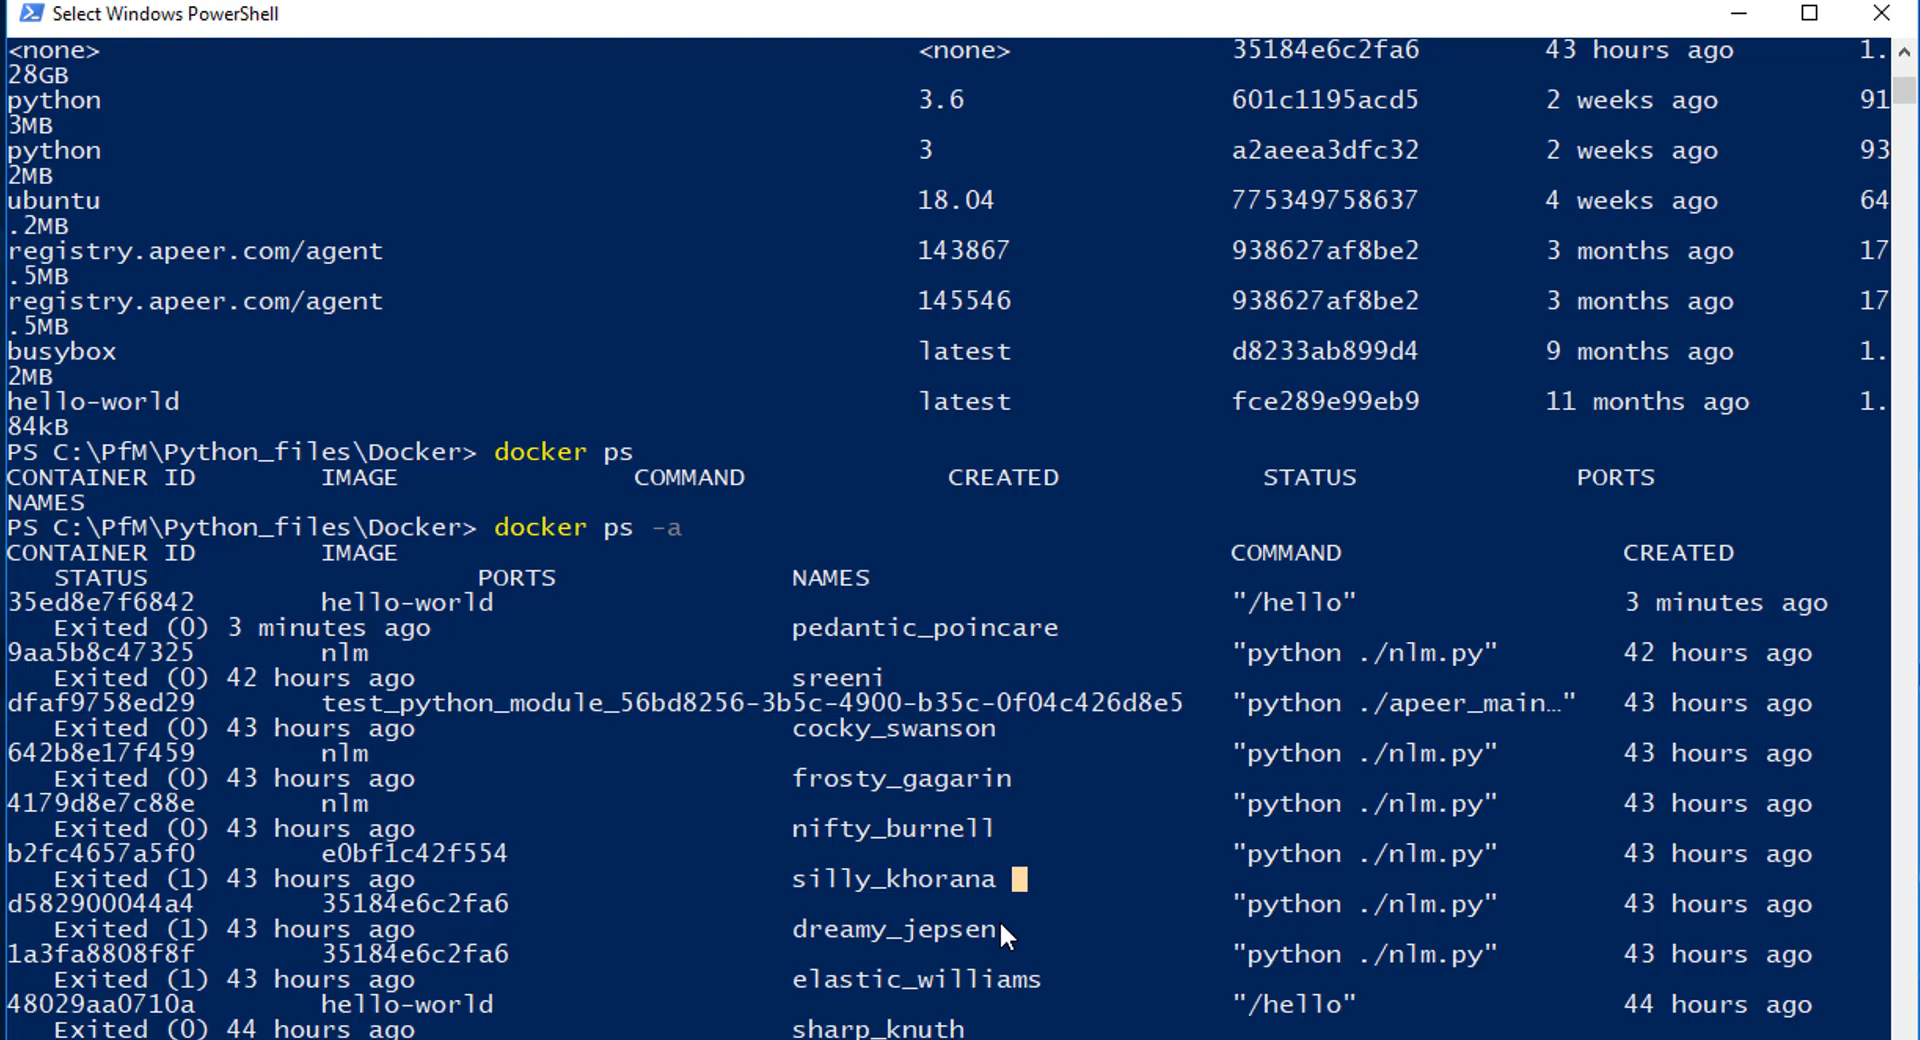 Select Windows PowerShell
<none> <none> 35184e6c2fa6 43 hours ago 1.
28GB
python 3.6 601c1195acd5 2 weeks ago 91
3MB
python 3 a2aeea3dfc32 2 weeks ago 93
2MB
ubuntu 18.04 775349758637 4 weeks ago 64
.2MB
registry.apeer.com/agent 143867 938627af8be2 3 months ago 17
.5MB
registry.apeer.com/agent 145546 938627af8be2 3 months ago 17
.5MB
busybox latest d8233ab899d4 9 months ago 1.
2MB
hello-world latest fce289e99eb9 11 months ago 1.
84kB
PS C:\PfM\Python_files\Docker> docker ps
CONTAINER ID IMAGE COMMAND CREATED STATUS PORTS
NAMES
PS C:\PfM\Python_files\Docker> docker ps -a
CONTAINER ID IMAGE COMMAND CREATED
STATUS PORTS NAMES
35ed8e7f6842 hello-world "/hello" 3 minutes ago
Exited (0) 3 minutes ago pedantic_poincare
9aa5b8c47325 nlm "python ./nlm.py" 42 hours ago
Exited (0) 42 hours ago sreeni
dfaf9758ed29 test_python_module_56bd8256-3b5c-4900-b35c-0f04c426d8e5 "python ./apeer_main…" 43 hours ago
Exited (0) 43 hours ago cocky_swanson
642b8e17f459 nlm "python ./nlm.py" 43 hours ago
Exited (0) 43 hours ago frosty_gagarin
4179d8e7c88e nlm "python ./nlm.py" 43 hours ago
Exited (0) 43 hours ago nifty_burnell
b2fc4657a5f0 e0bf1c42f554 "python ./nlm.py" 43 hours ago
Exited (1) 43 hours ago silly_khorana
d582900044a4 35184e6c2fa6 "python ./nlm.py" 43 hours ago
Exited (1) 43 hours ago dreamy_jepsen
1a3fa8808f8f 35184e6c2fa6 "python ./nlm.py" 43 hours ago
Exited (1) 43 hours ago elastic_williams
48029aa0710a hello-world "/hello" 44 hours ago
Exited (0) 44 hours ago sharp_knuth